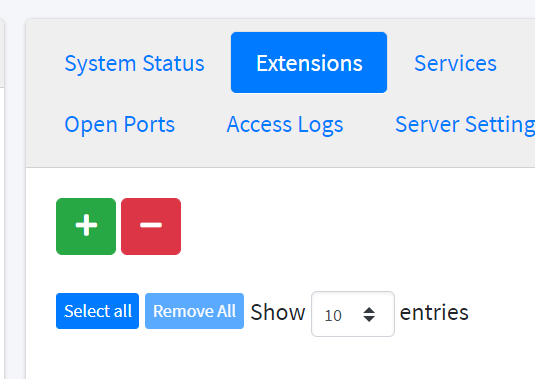 System Status Extensions Services
Open Ports Access Logs Server Setting
+ −
Select all Remove All Show 10 entries